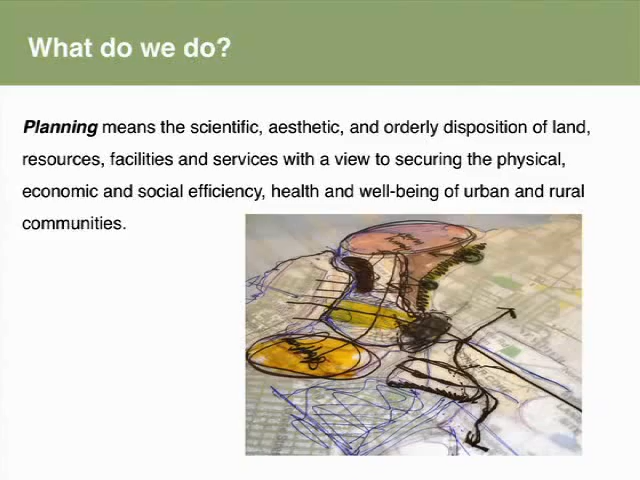 What do we do?
Planning means the scientific, aesthetic, and orderly disposition of land,
resources, facilities and services with a view to securing the physical,
economic and social efficiency, health and well-being of urban and rural
communities.